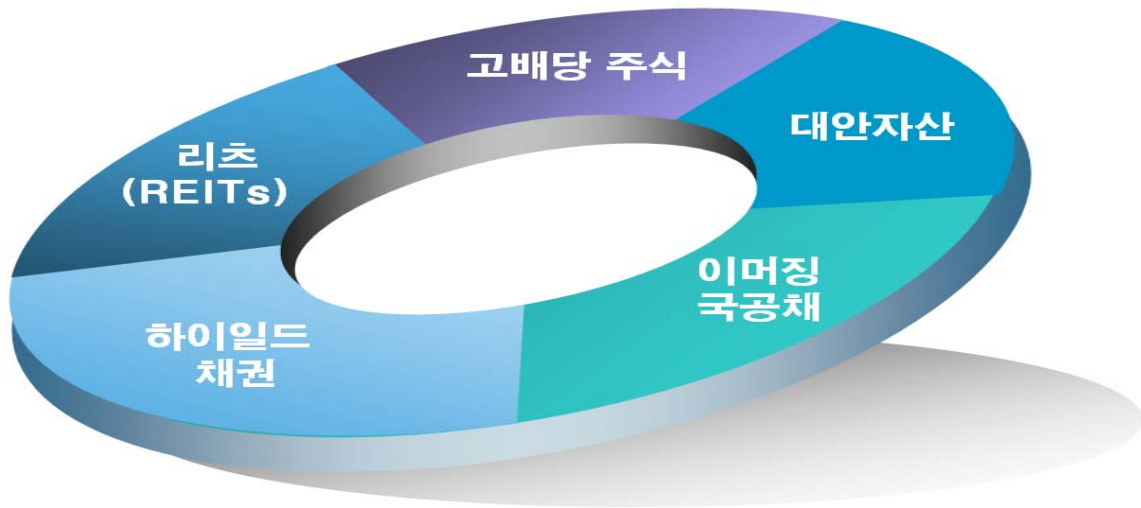 고배당 주식
대안자산
리츠
(REITs)
이머징
국공채
하이일드
채권